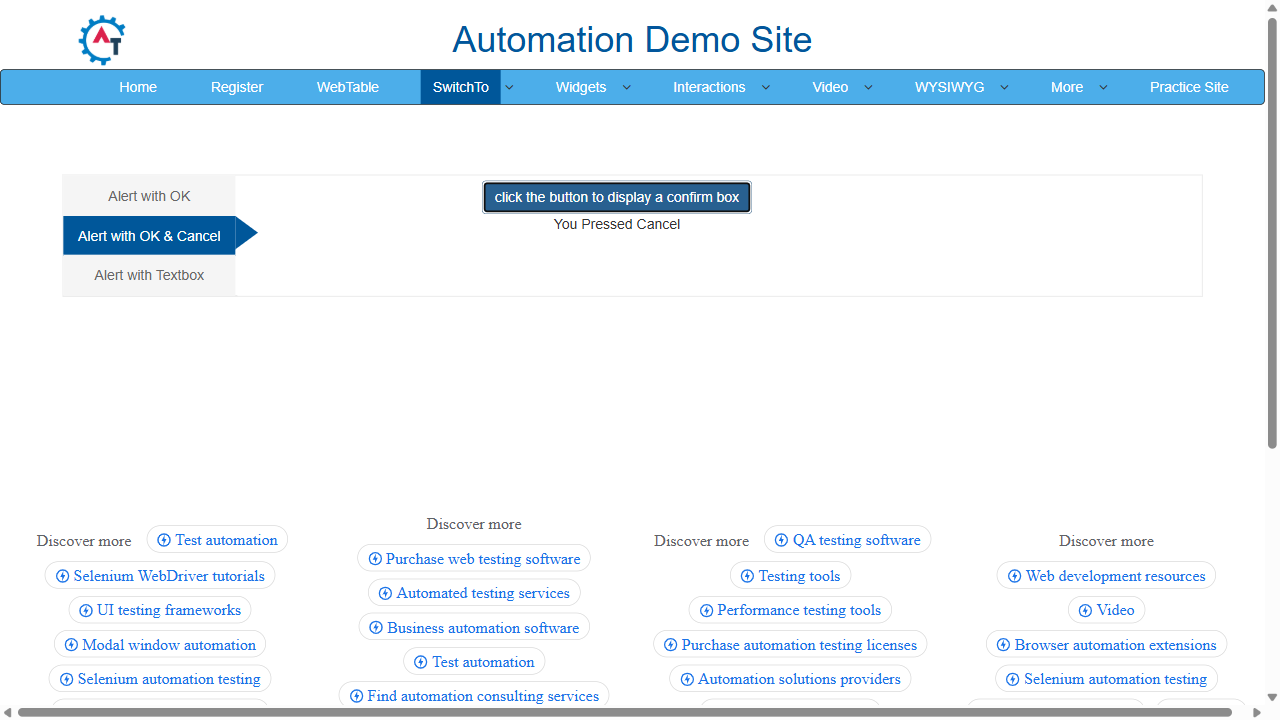 AT
Automation Demo Site
Home Register WebTable SwitchTo Widgets Interactions Video WYSIWYG More Practice Site
Alert with OK
Alert with OK & Cancel
Alert with Textbox
click the button to display a confirm box
You Pressed Cancel
Discover more
Test automation
Selenium WebDriver tutorials
UI testing frameworks
Modal window automation
Selenium automation testing
Discover more
Purchase web testing software
Automated testing services
Business automation software
Test automation
Find automation consulting services
Discover more
QA testing software
Testing tools
Performance testing tools
Purchase automation testing licenses
Automation solutions providers
Discover more
Web development resources
Video
Browser automation extensions
Selenium automation testing